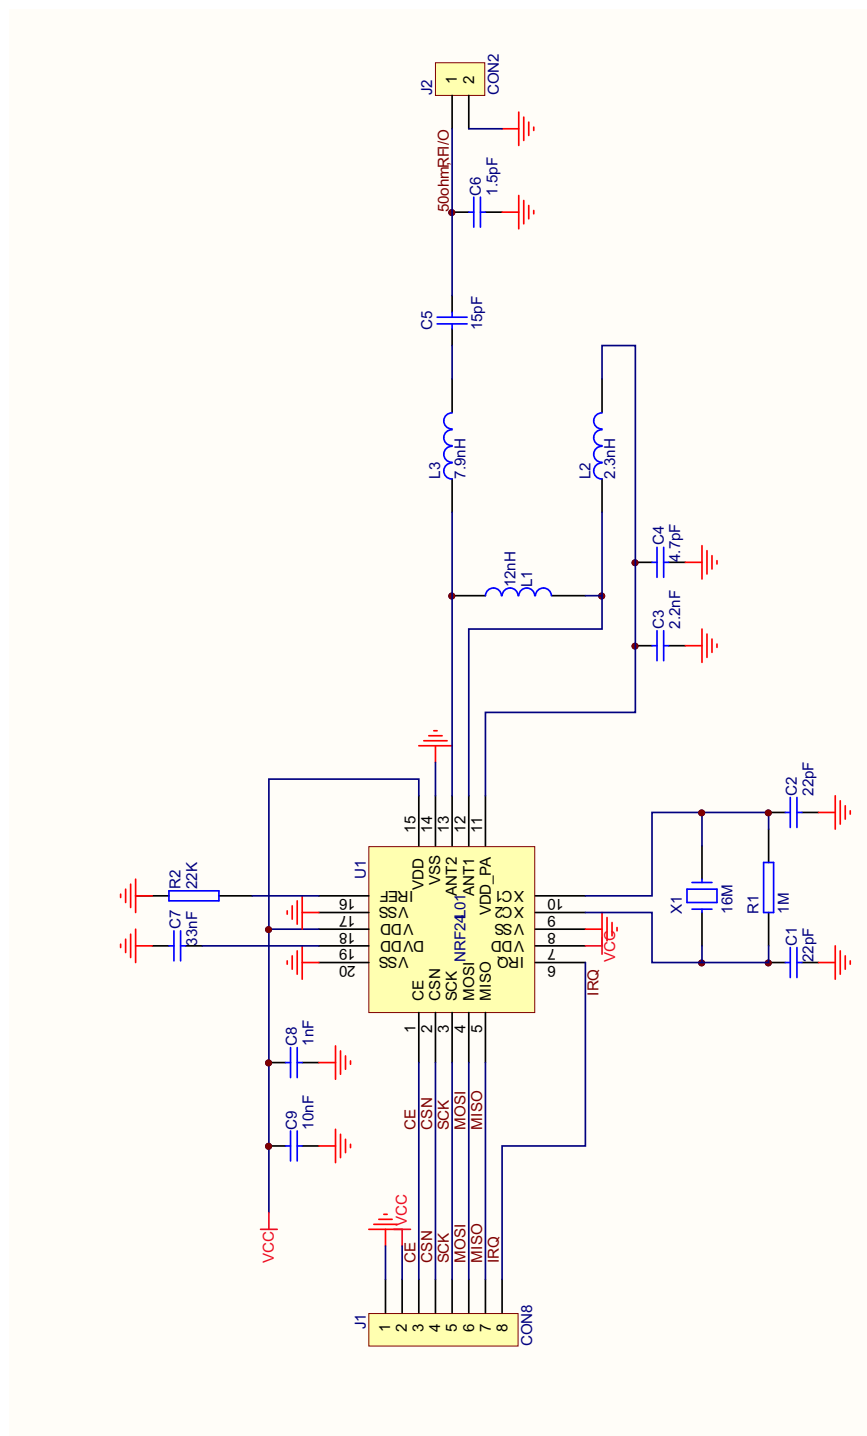 J2
1
2
CON2
50ohmRFI/O
C6
1.5pF
C5
15pF
L3
7.9nH
L2
2.3nH
12nH
L1
C4
4.7pF
C3
2.2nF
R2
22K
C7
33nF
U1
NRF24L01
15
14
13
12
11
VDD
VSS
ANT2
ANT1
VDD_PA
16
17
18
19
20
IREF
VSS
VDD
DVDD
VSS
XC1
XC2
VSS
VDD
IRQ
10
9
8
7
6
VCC
IRQ
CE
CSN
SCK
MOSI
MISO
1
2
3
4
5
X1
16M
R1
1M
C2
22pF
C1
22pF
C8
1nF
C9
10nF
VCC
CE
CSN
SCK
MOSI
MISO
VCC
CE
CSN
SCK
MOSI
MISO
IRQ
J1
1
2
3
4
5
6
7
8
CON8